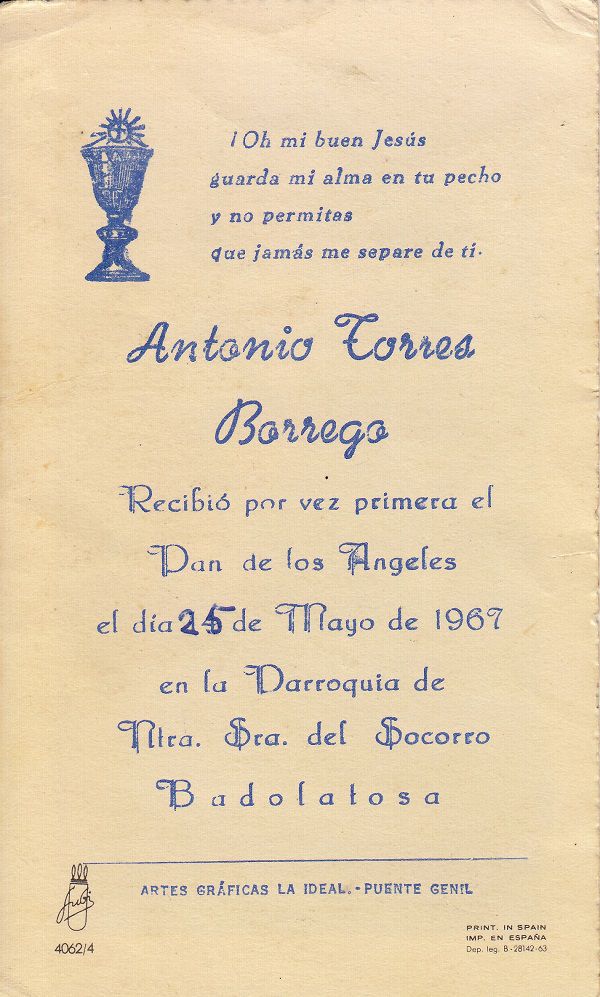 ¡Oh mi buen Jesús
guarda mi alma en tu pecho
y no permitas
que jamás me separe de ti.
Antonio Torres
Borrego
Recibió por vez primera el
Pan de los Angeles
el día 25 de Mayo de 1967
en la Parroquia de
Ntra. Sra. del Socorro
Badolatosa
ARTES GRÁFICAS LA IDEAL.-PUENTE GENIL
4062/4
PRINT. IN SPAIN
IMP. EN ESPAÑA
Dep. leg. B-28142-63